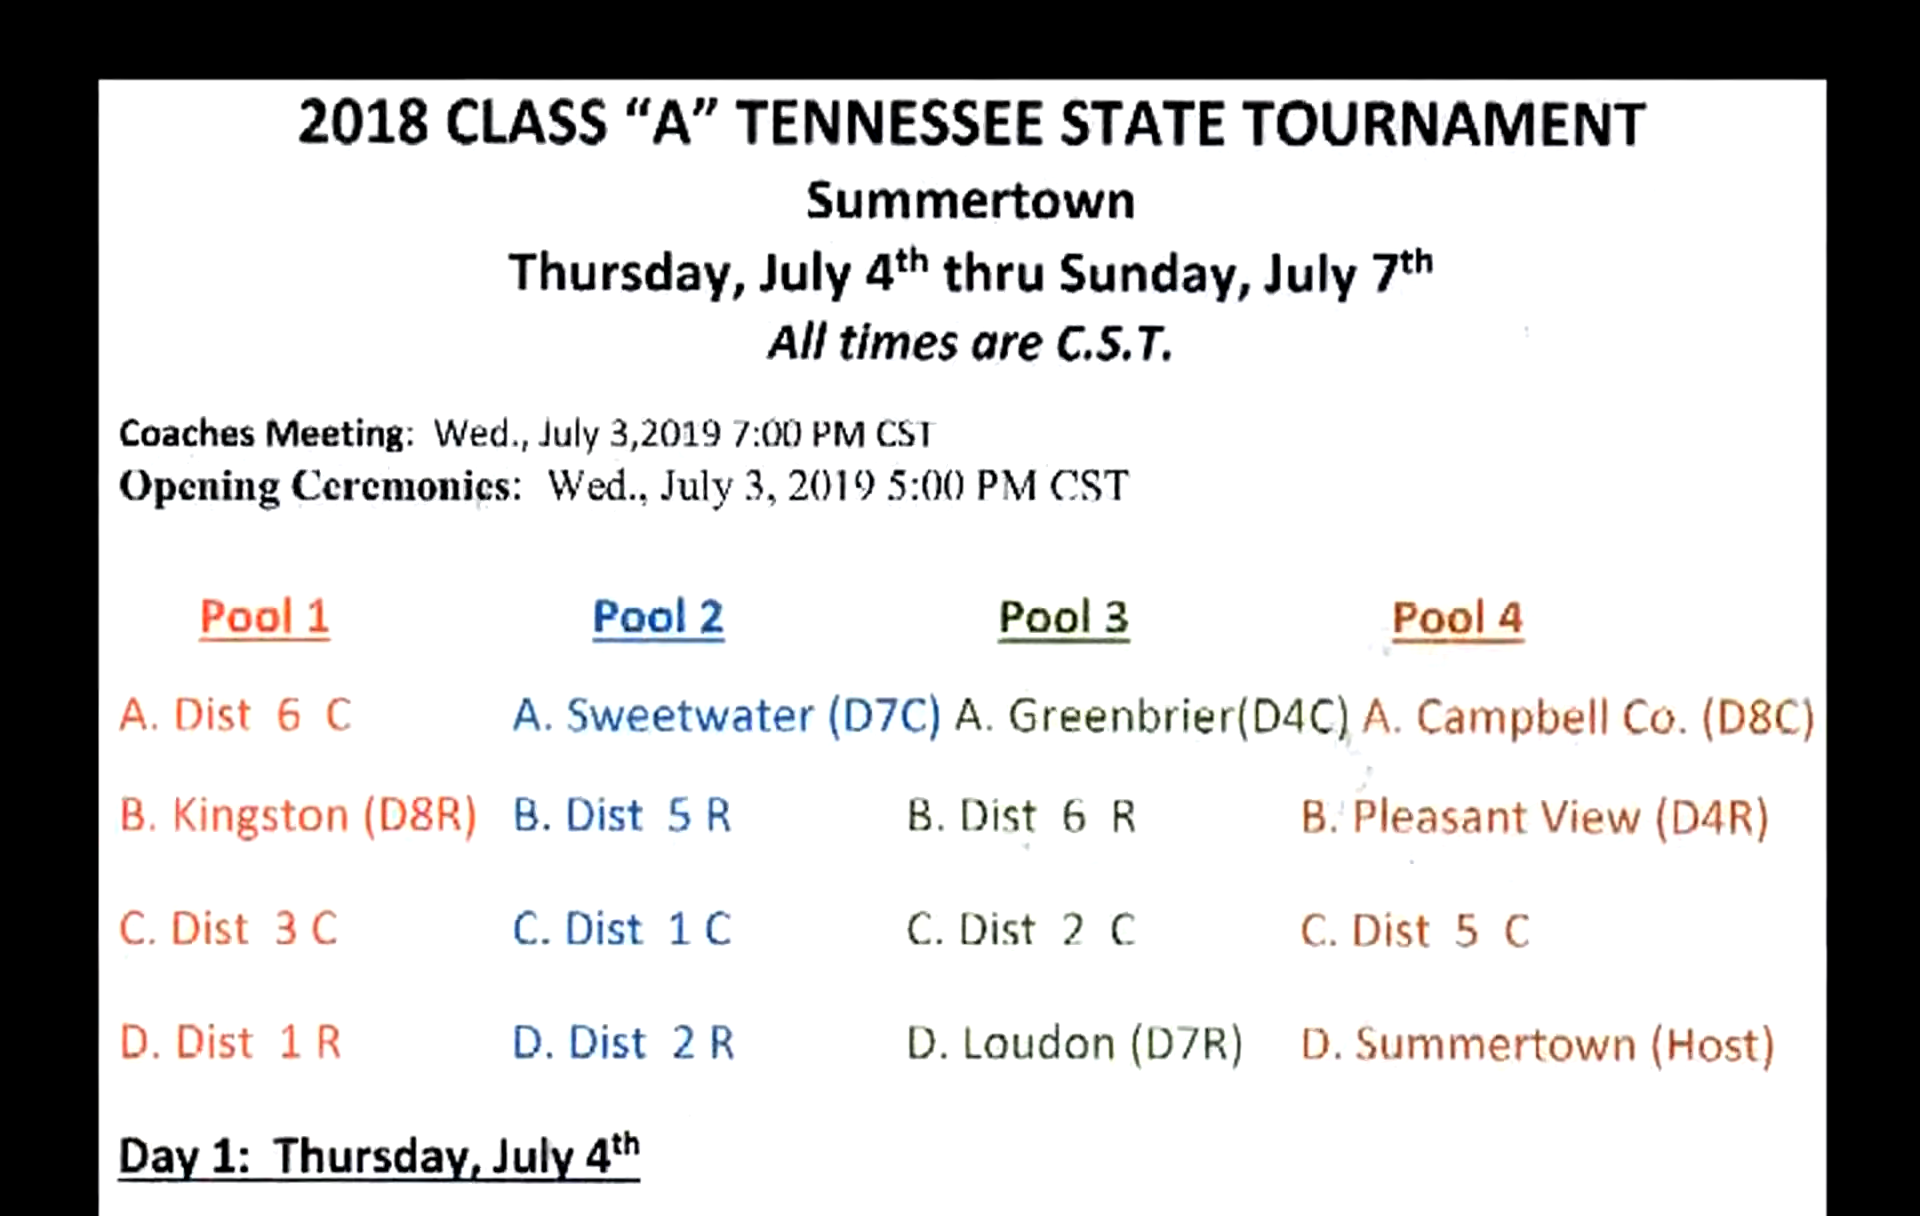 2018 CLASS “A” TENNESSEE STATE TOURNAMENT
Summertown
Thursday, July 4th thru Sunday, July 7th
All times are C.S.T.
Coaches Meeting: Wed., July 3,2019 7:00 PM CST
Opening Ceremonies: Wed., July 3, 2019 5:00 PM CST
Pool 1 Pool 2 Pool 3 Pool 4
A. Dist 6 C A. Sweetwater (D7C) A. Greenbrier(D4C) A. Campbell Co. (D8C)
B. Kingston (D8R) B. Dist 5 R B. Dist 6 R B. Pleasant View (D4R)
C. Dist 3 C C. Dist 1 C C. Dist 2 C C. Dist 5 C
D. Dist 1 R D. Dist 2 R D. Loudon (D7R) D. Summertown (Host)
Day 1: Thursday, July 4th